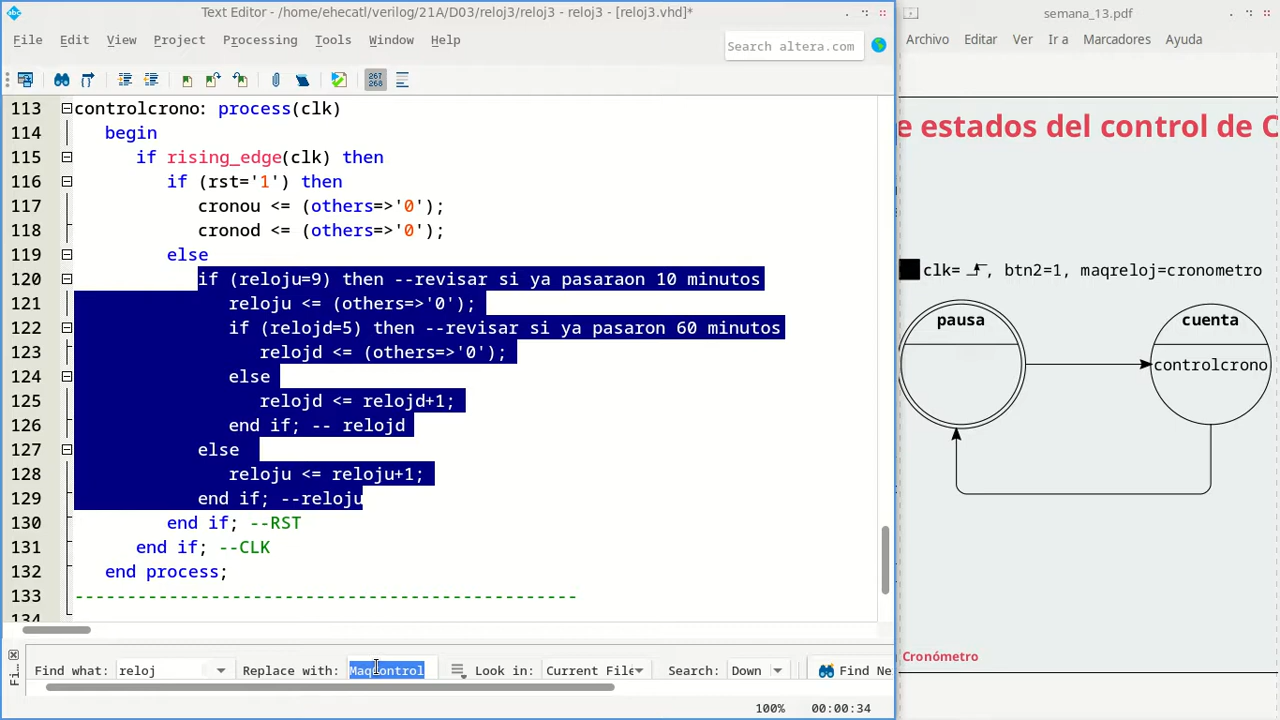 Text Editor - /home/ehecatl/verilog/21A/D03/reloj3/reloj3 - reloj3 - [reloj3.vhd]*
File Edit View Project Processing Tools Window Help
Search altera.com
267
268
113 controlcrono: process(clk)
114 begin
115 if rising_edge(clk) then
116 if (rst='1') then
117 cronou <= (others=>'0');
118 cronod <= (others=>'0');
119 else
120 if (reloju=9) then --revisar si ya pasaraon 10 minutos
121 reloju <= (others=>'0');
122 if (relojd=5) then --revisar si ya pasaron 60 minutos
123 relojd <= (others=>'0');
124 else
125 relojd <= relojd+1;
126 end if; -- relojd
127 else
128 reloju <= reloju+1;
129 end if; --reloju
130 end if; --RST
131 end if; --CLK
132 end process;
133 ------------------------------------------------
134
Find what: reloj Replace with: Maqcontrol Look in: Current File Search: Down Find Ne
100% 00:00:34
semana_13.pdf
Archivo Editar Ver Ir a Marcadores Ayuda
e estados del control de C
clk= , btn2=1, maqreloj=cronometro
pausa
cuenta
controlcrono
Cronómetro